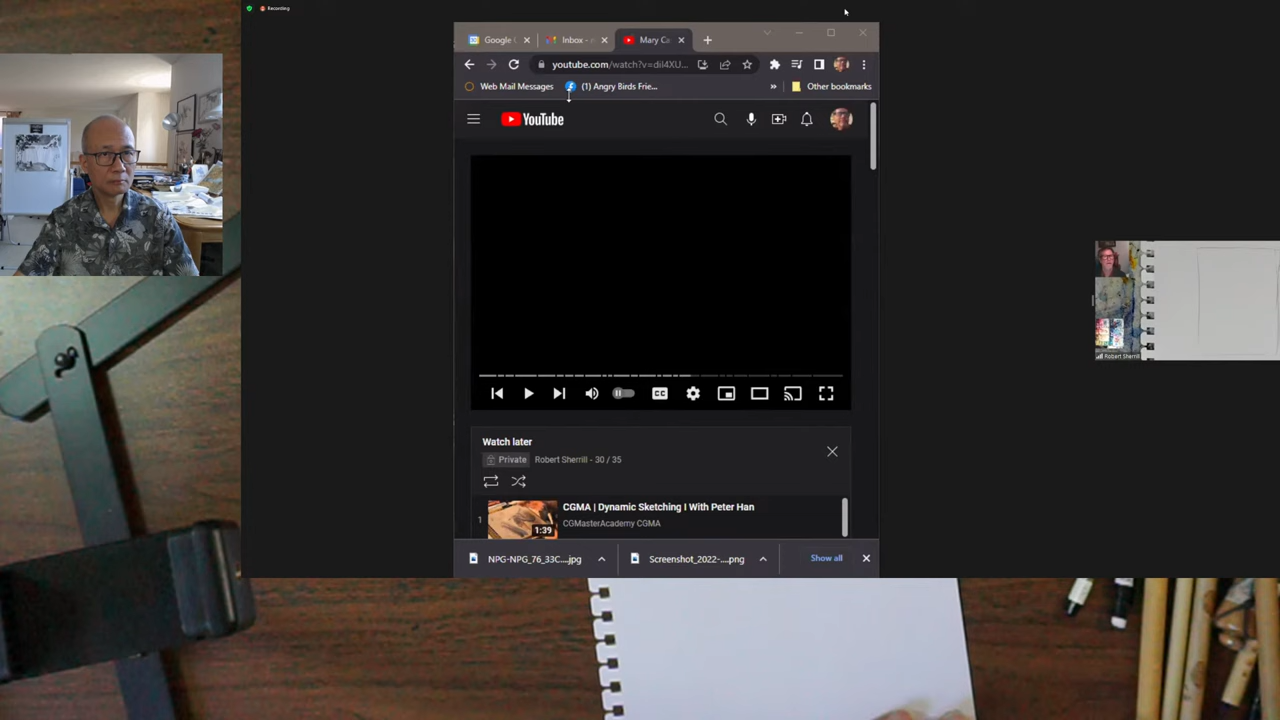 Recording
Google
Inbox -
Mary Ca
youtube.com/watch?v=dil4XU...
Web Mail Messages
(1) Angry Birds Frie...
»
Other bookmarks
YouTube
CC
Watch later
Private
Robert Sherrill - 30 / 35
1
1:39
CGMA | Dynamic Sketching I With Peter Han
CGMasterAcademy CGMA
NPG-NPG_76_33C....jpg
Screenshot_2022-....png
Show all
Robert Sherrill